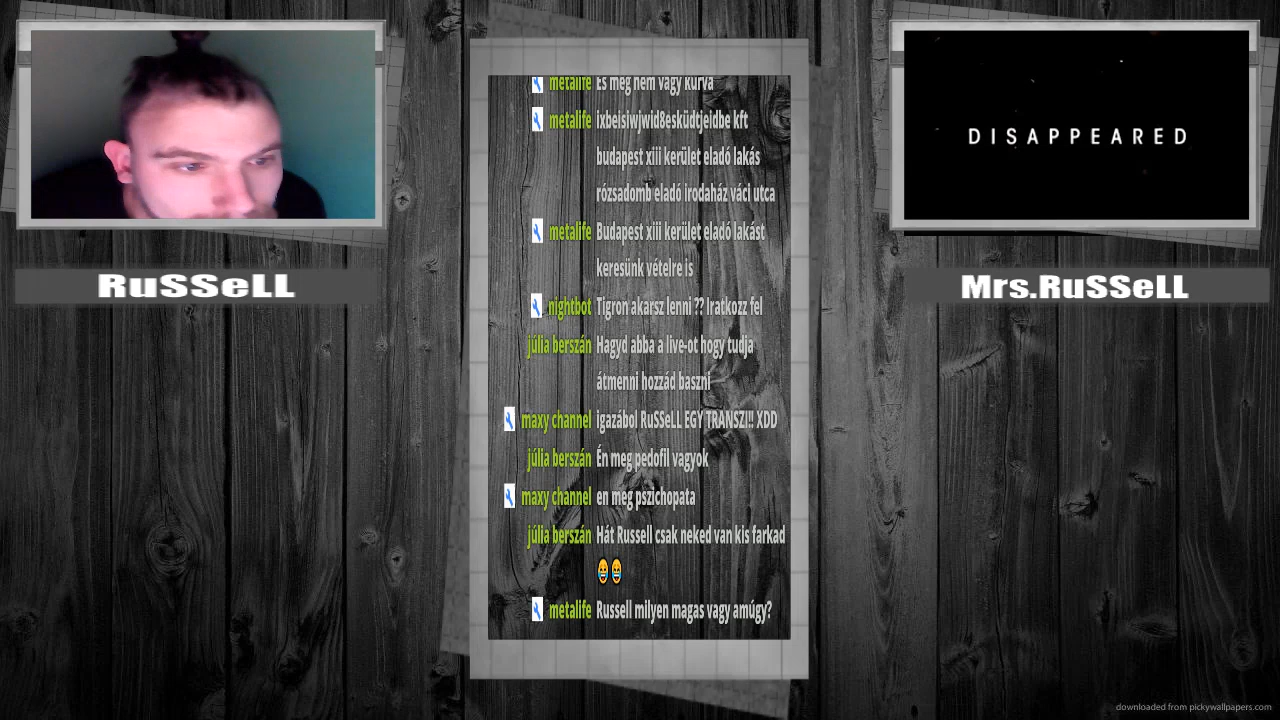 DISAPPEARED
RuSSeLL
Mrs.RuSSeLL
metalife És még nem vagy kurva
metalife ixbeisiwjwid8esküdtjeidbe kft
budapest xiii kerület eladó lakás
rózsadomb eladó irodaház váci utca
metalife Budapest xiii kerület eladó lakást
keresünk vételre is
nightbot Tigron akarsz lenni ?? Iratkozz fel
júlia berszán Hagyd abba a live-ot hogy tudja
átmenni hozzád baszni
maxy channel igazából RuSSeLL EGY TRANSZI!! XDD
júlia berszán Én meg pedofil vagyok
maxy channel en meg pszichopata
júlia berszán Hát Russell csak neked van kis farkad
😂😂
metalife Russell milyen magas vagy amúgy?
downloaded from pickywallpapers.com